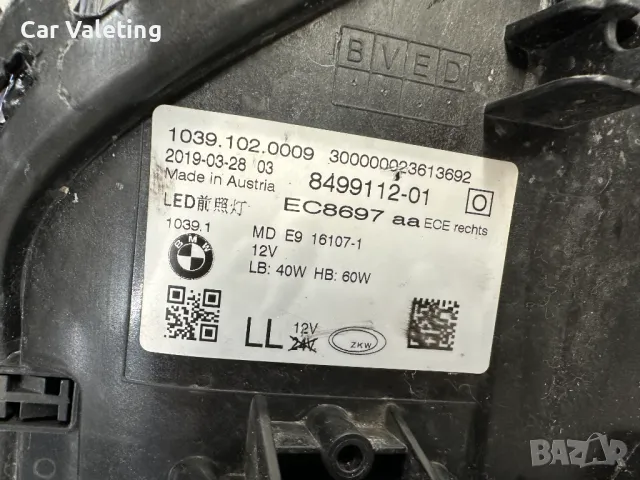 Car Valeting
BVED
1039.102.0009 300000023613692
2019-03-28 03
Made in Austria 8499112-01
LED前照灯 EC8697 aa ECE rechts
1039.1
BMW
MD E9 16107-1
12V
LB: 40W HB: 60W
LL 12V
24V
ZKW
BAZAR